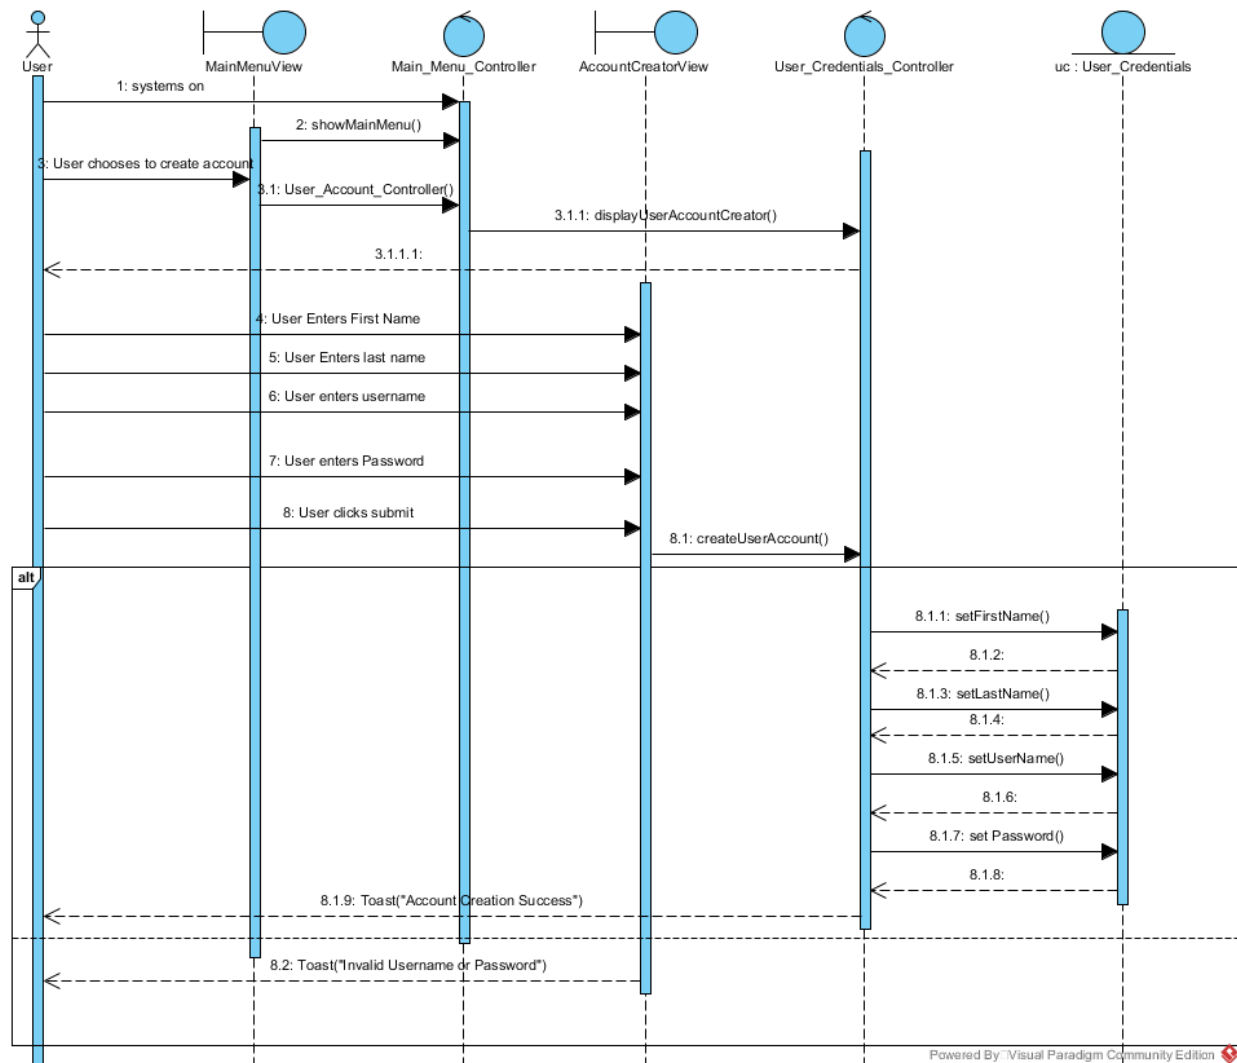 User
MainMenuView
Main_Menu_Controller
AccountCreatorView
User_Credentials_Controller
uc : User_Credentials
1: systems on
2: showMainMenu()
3: User chooses to create account
3.1: User_Account_Controller()
3.1.1: displayUserAccountCreator()
3.1.1.1:
4: User Enters First Name
5: User Enters last name
6: User enters username
7: User enters Password
8: User clicks submit
8.1: createUserAccount()
alt
8.1.1: setFirstName()
8.1.2:
8.1.3: setLastName()
8.1.4:
8.1.5: setUserName()
8.1.6:
8.1.7: set Password()
8.1.8:
8.1.9: Toast("Account Creation Success")
8.2: Toast("Invalid Username or Password")
Powered By Visual Paradigm Community Edition